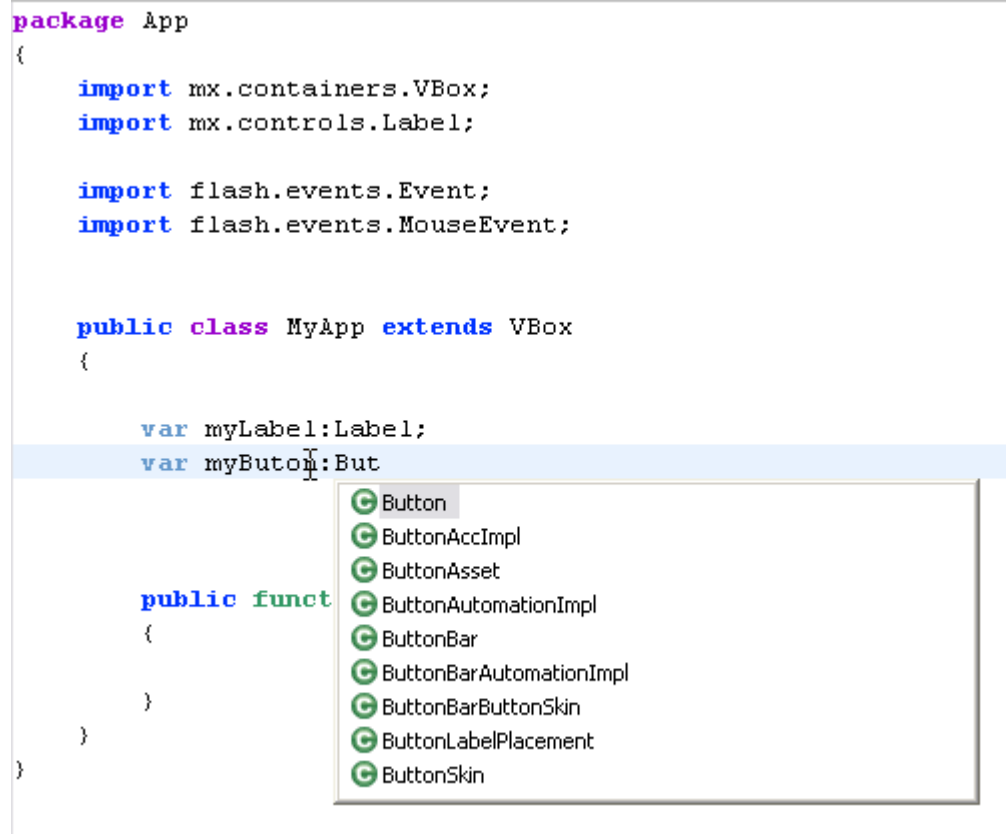 package App
{
import mx.containers.VBox;
import mx.controls.Label;
import flash.events.Event;
import flash.events.MouseEvent;
public class MyApp extends VBox
{
var myLabel:Label;
var myButon:But
Button
ButtonAccImpl
ButtonAsset
ButtonAutomationImpl
ButtonBar
ButtonBarAutomationImpl
ButtonBarButtonSkin
ButtonLabelPlacement
ButtonSkin
public funct
{
}
}
}